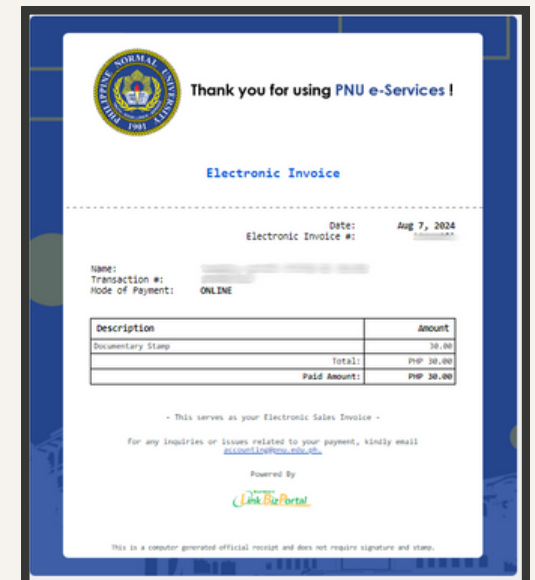 PHILIPPINE NORMAL UNIVERSITY
1901
Thank you for using PNU e-Services !
Electronic Invoice
Date: Aug 7, 2024
Electronic Invoice #:
Name:
Transaction #:
Mode of Payment: ONLINE
Description Amount
Documentary Stamp 30.00
Total: PHP 30.00
Paid Amount: PHP 30.00
- This serves as your Electronic Sales Invoice -
For any inquiries or issues related to your payment, kindly email
accounting@pnu.edu.ph.
Powered By
Link.BizPortal
This is a computer generated official receipt and does not require signature and stamp.